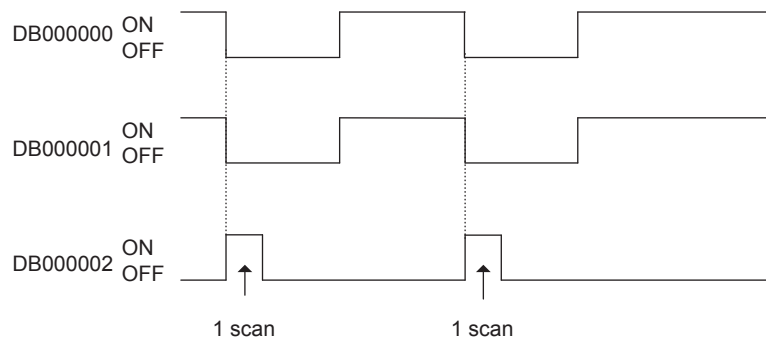 DB000000 ON
OFF
DB000001 ON
OFF
DB000002 ON
OFF
1 scan 1 scan